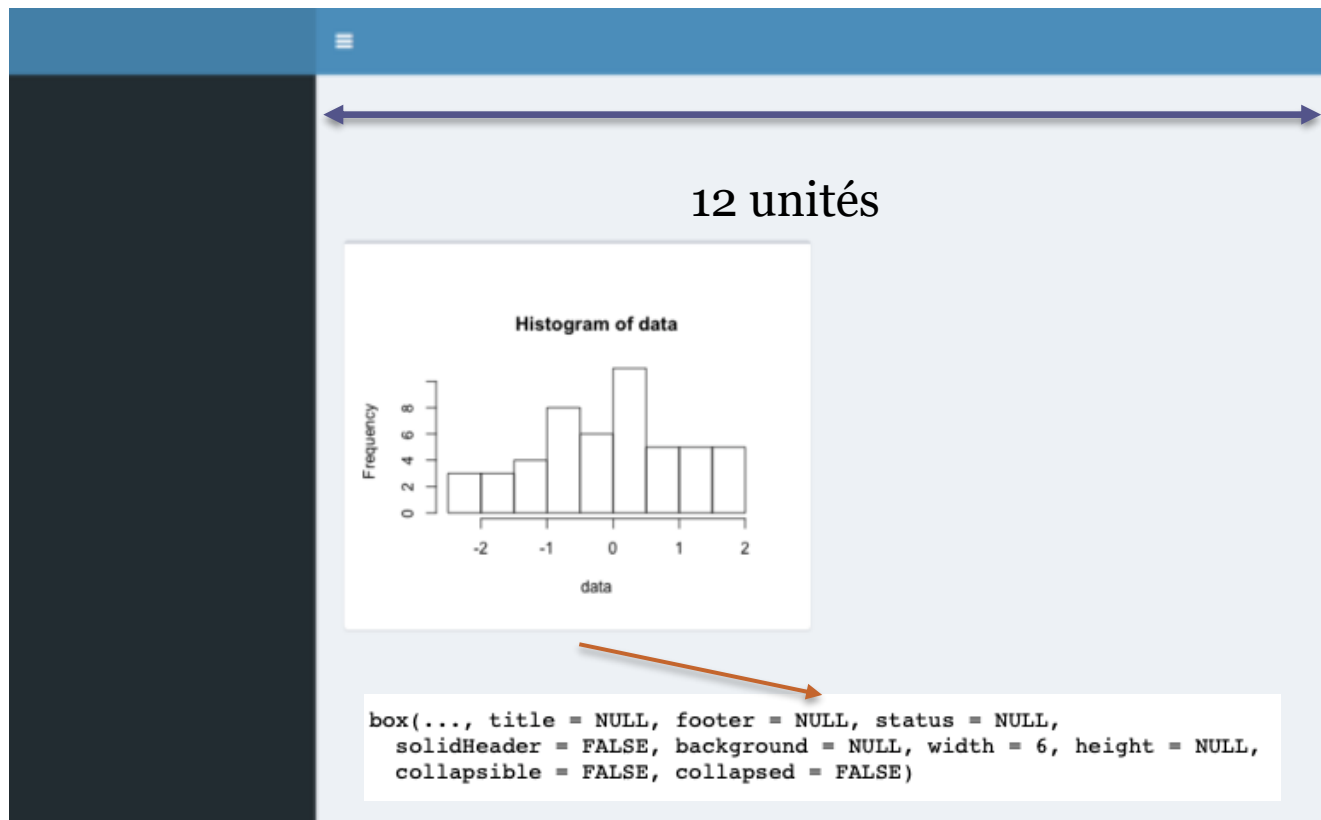 12 unités
Histogram of data
Frequency
0 2 4 6 8
-2 -1 0 1 2
data
box(..., title = NULL, footer = NULL, status = NULL,
solidHeader = FALSE, background = NULL, width = 6, height = NULL,
collapsible = FALSE, collapsed = FALSE)